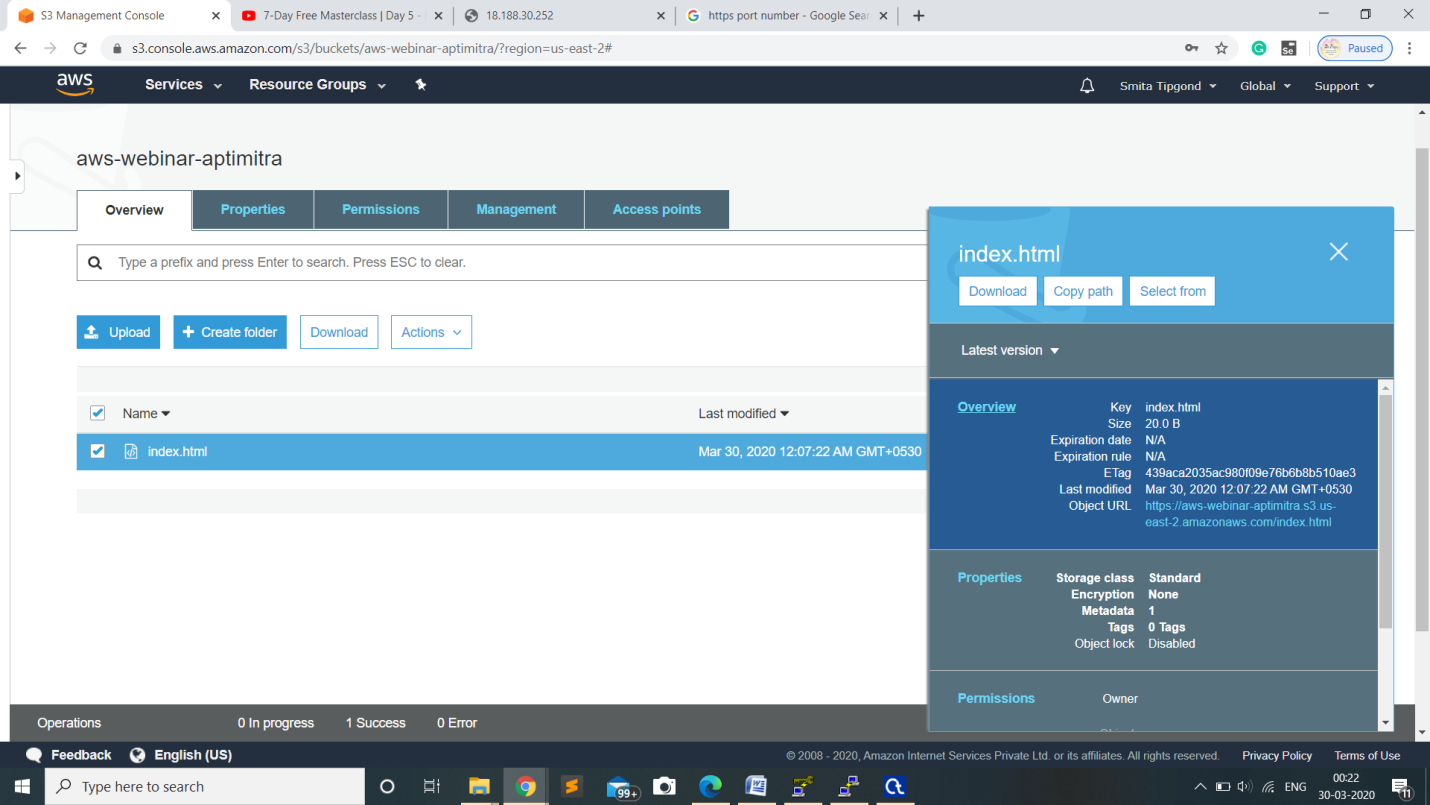 S3 Management Console
7-Day Free Masterclass | Day 5 -
18.188.30.252
https port number - Google Sear
s3.console.aws.amazon.com/s3/buckets/aws-webinar-aptimitra/?region=us-east-2#
Se
Paused
aws
Services
Resource Groups
Smita Tipgond
Global
Support
aws-webinar-aptimitra
Overview
Properties
Permissions
Management
Access points
Type a prefix and press Enter to search. Press ESC to clear.
Upload
Create folder
Download
Actions
Name
Last modified
index.html
Mar 30, 2020 12:07:22 AM GMT+0530
index.html
Download
Copy path
Select from
Latest version
Overview
Key index.html
Size 20.0 B
Expiration date N/A
Expiration rule N/A
ETag 439aca2035ac980f09e76b6b8b510ae3
Last modified Mar 30, 2020 12:07:22 AM GMT+0530
Object URL https://aws-webinar-aptimitra.s3.us-
east-2.amazonaws.com/index.html
Properties
Storage class Standard
Encryption None
Metadata 1
Tags 0 Tags
Object lock Disabled
Permissions
Owner
Operations
0 In progress
1 Success
0 Error
Feedback
English (US)
© 2008 - 2020, Amazon Internet Services Private Ltd. or its affiliates. All rights reserved.
Privacy Policy
Terms of Use
Type here to search
99+
ENG
00:22
30-03-2020
11